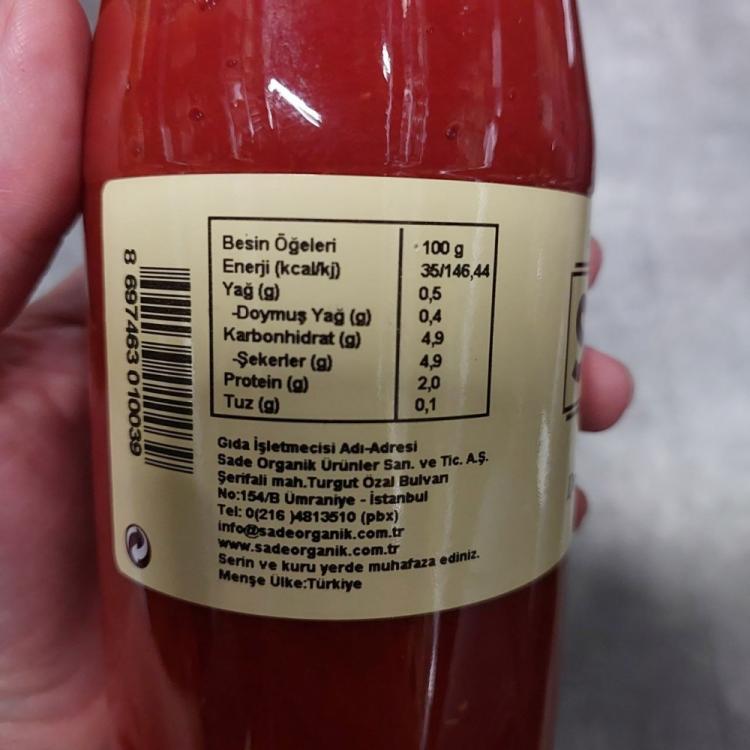 Besin Öğeleri 100 g
Enerji (kcal/kj) 35/146,44
Yağ (g) 0,5
-Doymuş Yağ (g) 0,4
Karbonhidrat (g) 4,9
-Şekerler (g) 4,9
Protein (g) 2,0
Tuz (g) 0,1
8 697463 010039
Gıda İşletmecisi Adı-Adresi
Sade Organik Ürünler San. ve Tic. A.Ş.
Şerifali mah.Turgut Özal Bulvarı
No:154/B Ümraniye - İstanbul
Tel: 0(216 )4813510 (pbx)
info@sadeorganik.com.tr
www.sadeorganik.com.tr
Serin ve kuru yerde muhafaza ediniz.
Menşe Ülke:Türkiye